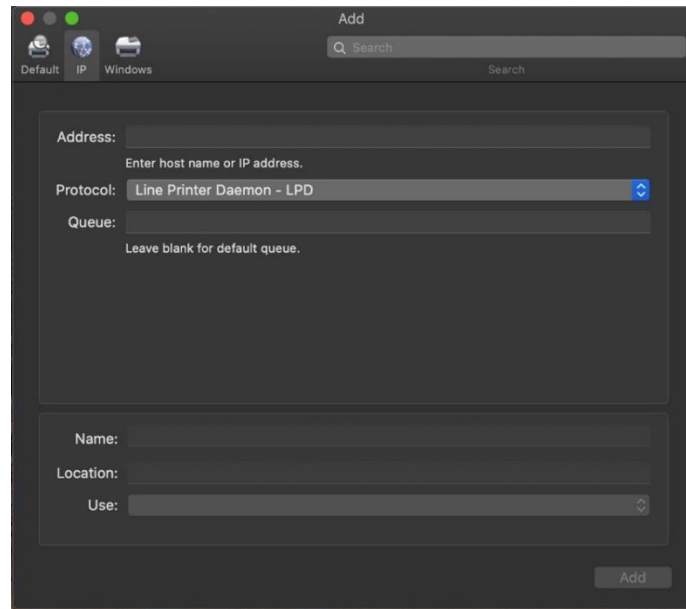 Add
Search
Default IP Windows
Search
Address:
Enter host name or IP address.
Protocol: Line Printer Daemon - LPD
Queue:
Leave blank for default queue.
Name:
Location:
Use:
Add